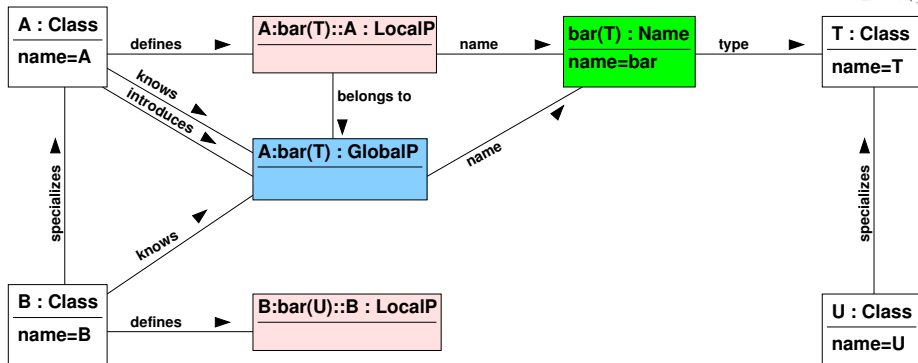 A : Class
name=A
defines
A:bar(T)::A : LocalP
name
bar(T) : Name
name=bar
type
T : Class
name=T
knows
introduces
belongs to
A:bar(T) : GlobalP
name
specializes
specializes
knows
B : Class
name=B
defines
B:bar(U)::B : LocalP
U : Class
name=U